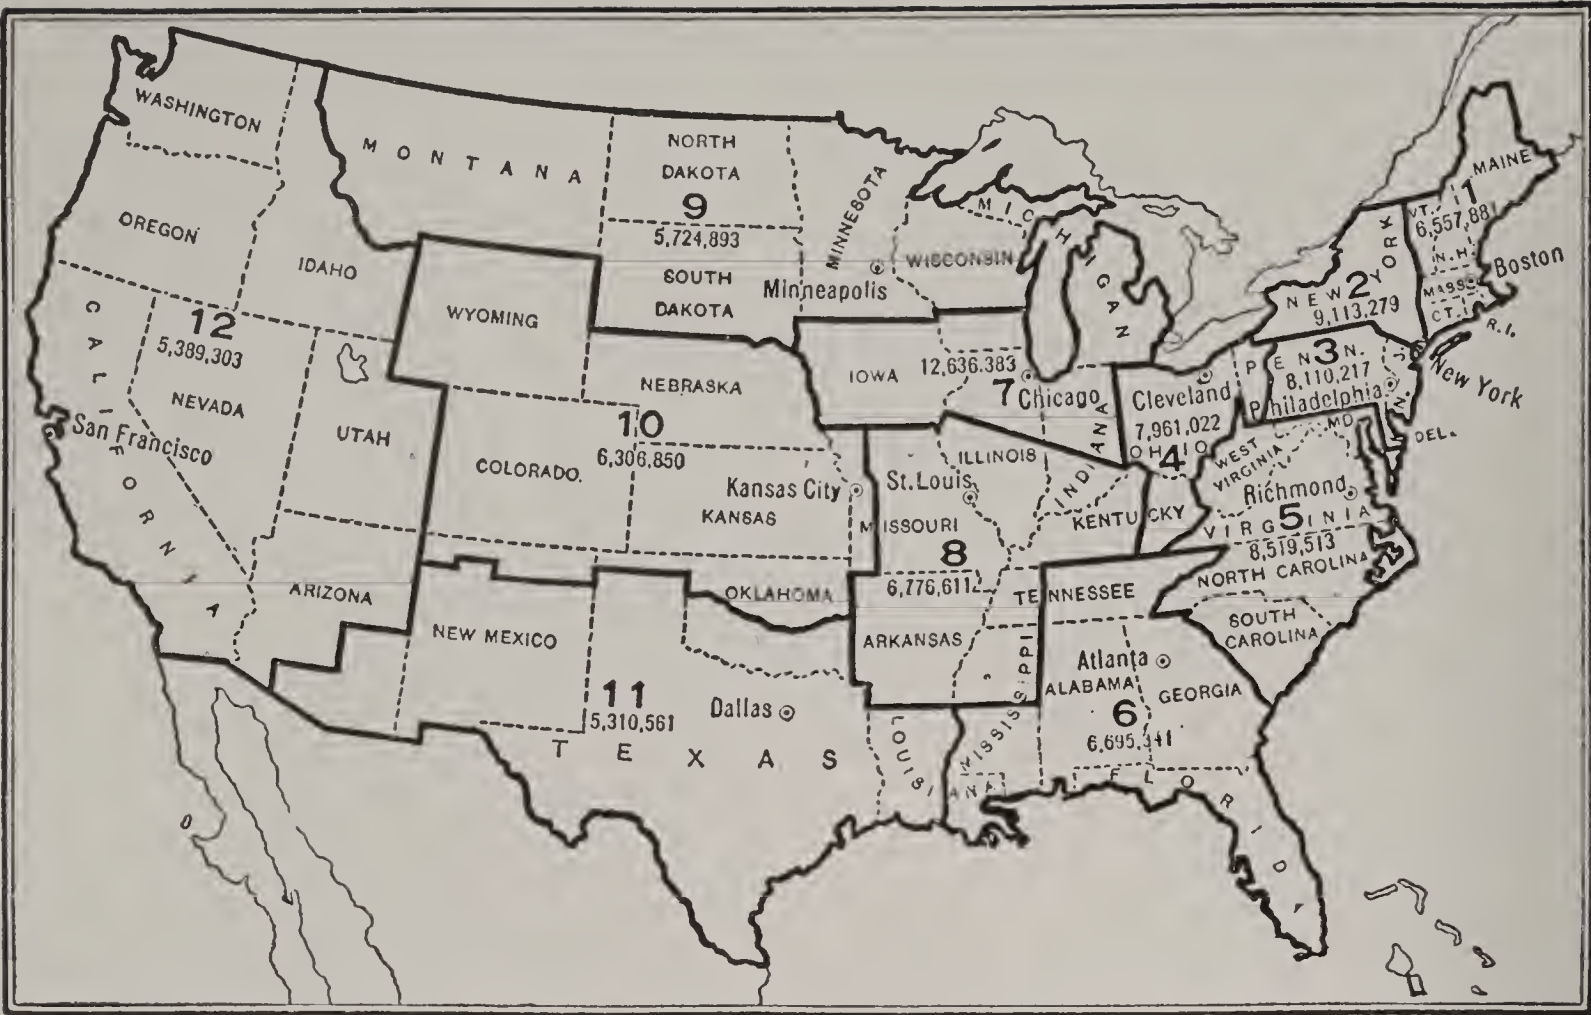 WASHINGTON
OREGON
IDAHO
MONTANA
NORTH
DAKOTA
9
5,724,893
SOUTH
DAKOTA
MINNESOTA
Minneapolis
WISCONSIN
MICHIGAN
WYOMING
12
5,389,303
NEVADA
CALIFORNIA
San Francisco
UTAH
ARIZONA
NEBRASKA
10
6,306,850
COLORADO.
Kansas City
KANSAS
IOWA
12,636.383
7 Chicago
ILLINOIS
INDIANA
Cleveland
7,961,022
OHIO
4
MAINE
1
VT.
6,557,881
N.H.
Boston
MASS
CT.
R.I.
NEW YORK
2
9,113,279
New York
PENN.
3
8,110,217
Philadelphia
N.J.
DEL.
MD.
WEST
VIRGINIA
Richmond
VIRGINIA
5
8,519,513
NORTH CAROLINA
SOUTH
CAROLINA
St. Louis
MISSOURI
KENTUCKY
8
6,776,611
TENNESSEE
ARKANSAS
OKLAHOMA
NEW MEXICO
11
5,310,561
Dallas
TEXAS
LOUISIANA
MISSISSIPPI
Atlanta
ALABAMA
GEORGIA
6
FLORIDA